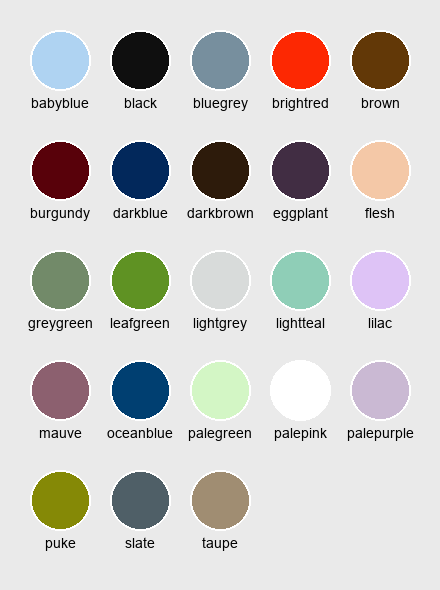 babyblue black bluegrey brightred brown
burgundy darkblue darkbrown eggplant flesh
greygreen leafgreen lightgrey lightteal lilac
mauve oceanblue palegreen palepink palepurple
puke slate taupe